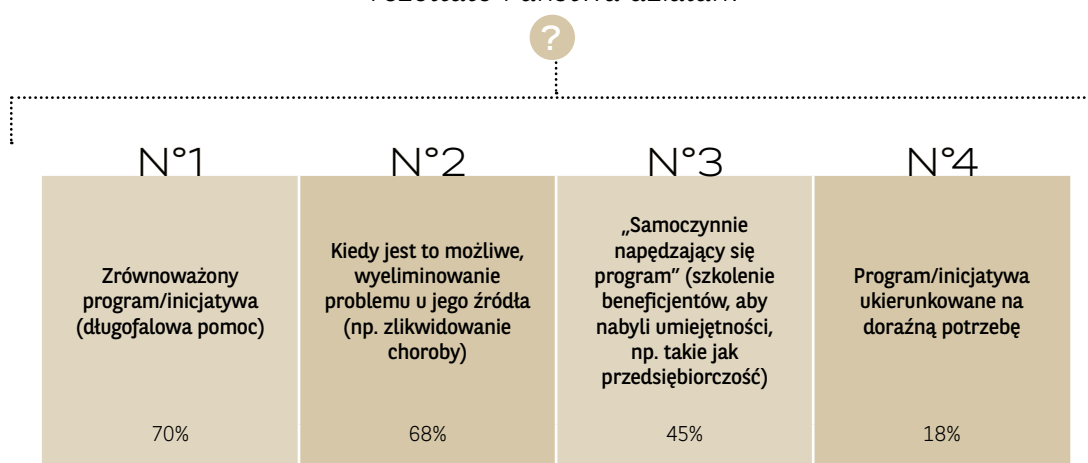 ?
N°1
N°2
N°3
N°4
Zrównoważony
program/inicjatywa
(długofalowa pomoc)
70%
Kiedy jest to możliwe,
wyeliminowanie
problemu u jego źródła
(np. zlikwidowanie
choroby)
68%
„Samoczynnie
napędzający się
program” (szkolenie
beneficjentów, aby
nabyli umiejętności,
np. takie jak
przedsiębiorczość)
45%
Program/inicjatywa
ukierunkowane na
doraźną potrzebę
18%